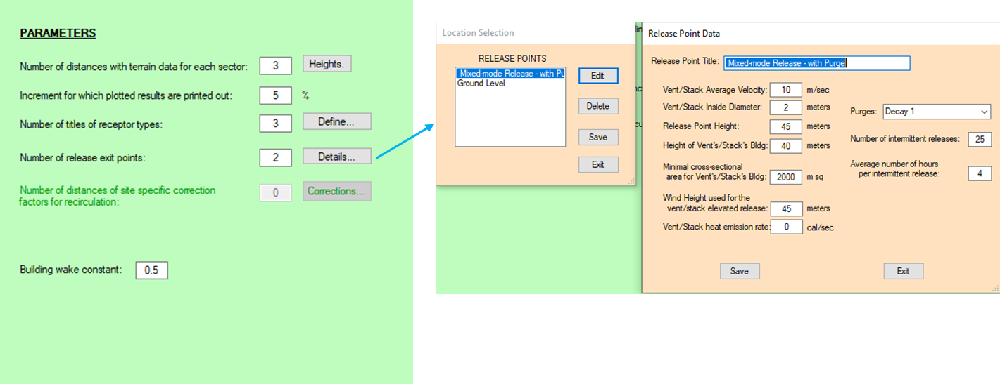 PARAMETERS
Number of distances with terrain data for each sector: 3 Heights.
Increment for which plotted results are printed out: 5 %
Number of titles of receptor types: 3 Define...
Number of release exit points: 2 Details...
Number of distances of site specific correction
factors for recirculation: 0 Corrections...
Building wake constant: 0.5
Location Selection
RELEASE POINTS
Mixed-mode Release - with Pu
Ground Level
Edit
Delete
Save
Exit
Release Point Data
Release Point Title: Mixed-mode Release - with Purge
Vent/Stack Average Velocity: 10 m/sec
Vent/Stack Inside Diameter: 2 meters
Release Point Height: 45 meters
Height of Vent's/Stack's Bldg: 40 meters
Minimal cross-sectional
area for Vent's/Stack's Bldg: 2000 m sq
Wind Height used for the
vent/stack elevated release: 45 meters
Vent/Stack heat emission rate: 0 cal/sec
Purges: Decay 1
Number of intermittent releases: 25
Average number of hours
per intermittent release: 4
Save Exit